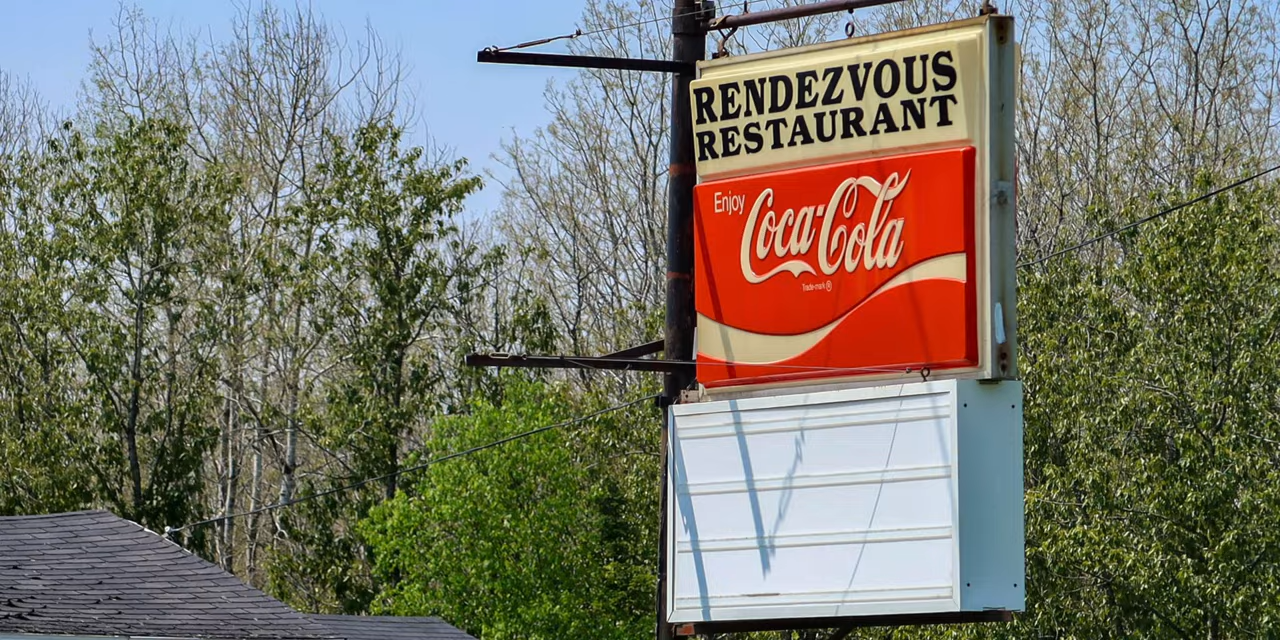 RENDEZVOUS
RESTAURANT
Enjoy
Coca-Cola
Trade-mark ®